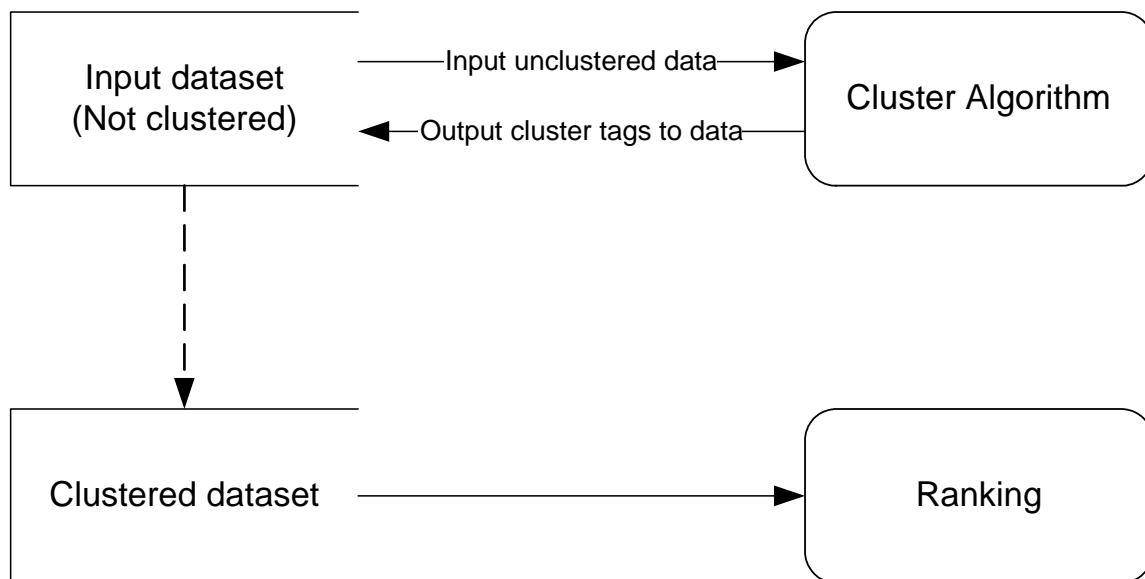 Input dataset
(Not clustered)
Input unclustered data
Output cluster tags to data
Cluster Algorithm
Clustered dataset
Ranking